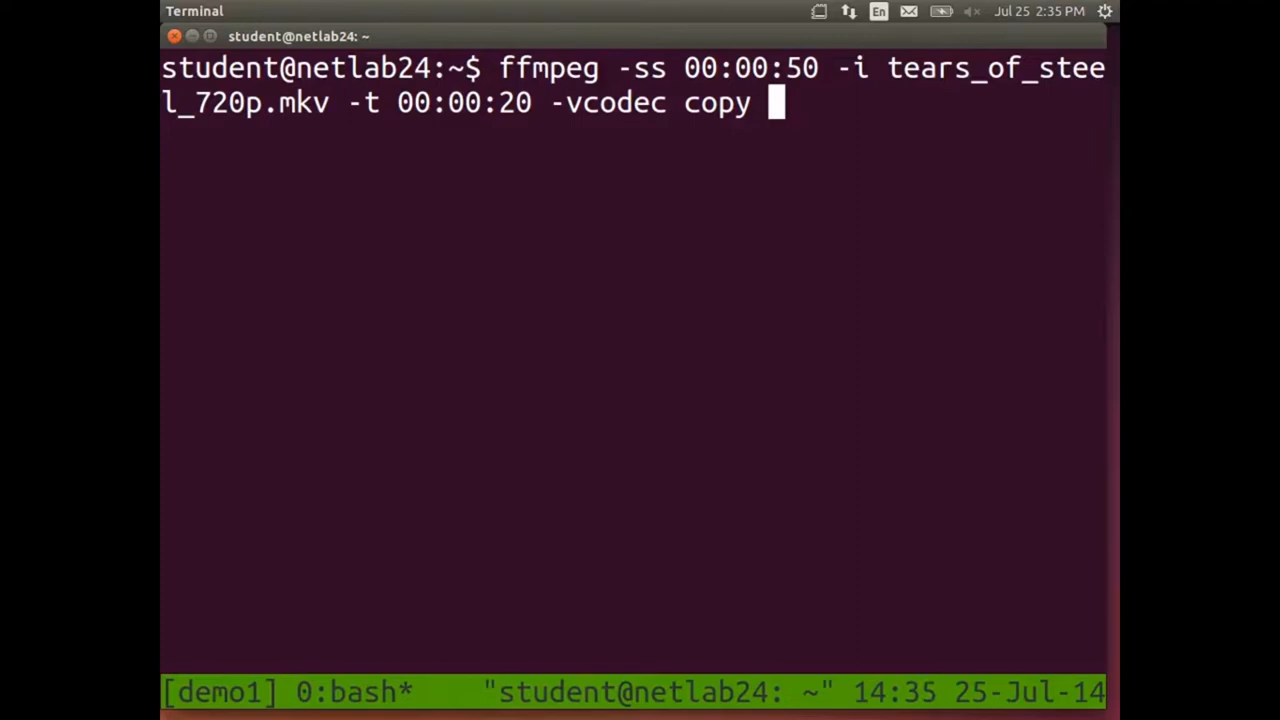 Terminal
En
Jul 25 2:35 PM
student@netlab24: ~
student@netlab24:~$ ffmpeg -ss 00:00:50 -i tears_of_stee
l_720p.mkv -t 00:00:20 -vcodec copy
[demo1] 0:bash* "student@netlab24: ~" 14:35 25-Jul-14